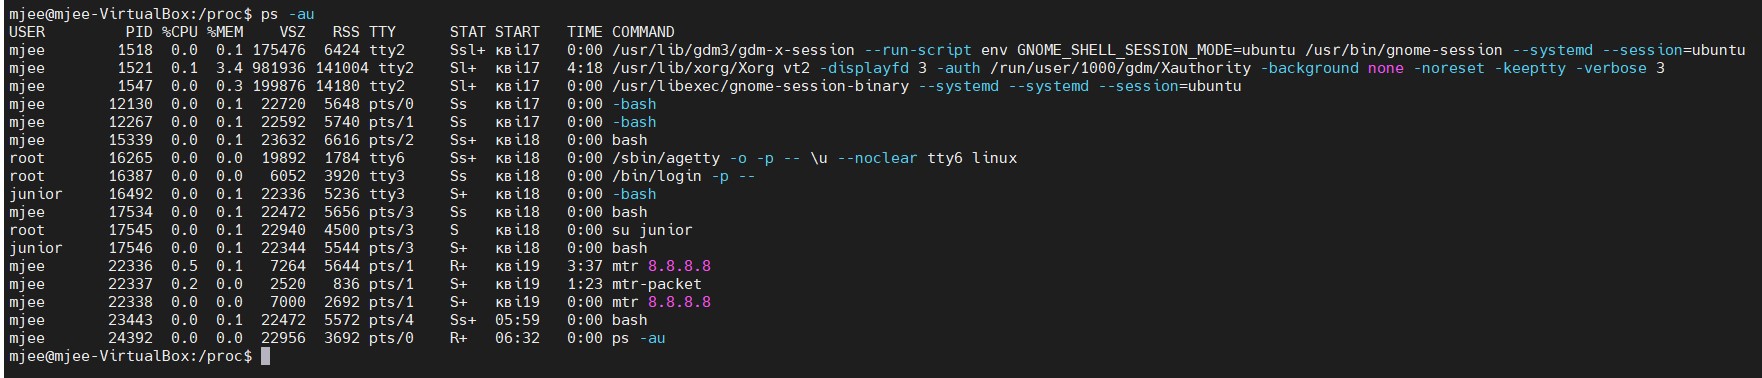 mjee@mjee-VirtualBox:/proc$ ps -au
USER         PID %CPU %MEM    VSZ   RSS TTY      STAT START   TIME COMMAND
mjee        1518  0.0  0.1 175476  6424 tty2     Ssl+ кві17   0:00 /usr/lib/gdm3/gdm-x-session --run-script env GNOME_SHELL_SESSION_MODE=ubuntu /usr/bin/gnome-session --systemd --session=ubuntu
mjee        1521  0.1  3.4 981936 141004 tty2    Sl+  кві17   4:18 /usr/lib/xorg/Xorg vt2 -displayfd 3 -auth /run/user/1000/gdm/Xauthority -background none -noreset -keeptty -verbose 3
mjee        1547  0.0  0.3 199876 14180 tty2     Sl+  кві17   0:00 /usr/libexec/gnome-session-binary --systemd --systemd --session=ubuntu
mjee       12130  0.0  0.1  22720  5648 pts/0    Ss   кві17   0:00 -bash
mjee       12267  0.0  0.1  22592  5740 pts/1    Ss   кві17   0:00 -bash
mjee       15339  0.0  0.1  23632  6616 pts/2    Ss+  кві18   0:00 bash
root       16265  0.0  0.0  19892  1784 tty6     Ss+  кві18   0:00 /sbin/agetty -o -p -- \u --noclear tty6 linux
root       16387  0.0  0.0   6052  3920 tty3     Ss   кві18   0:00 /bin/login -p --
junior     16492  0.0  0.1  22336  5236 tty3     S+   кві18   0:00 -bash
mjee       17534  0.0  0.1  22472  5656 pts/3    Ss   кві18   0:00 bash
root       17545  0.0  0.1  22940  4500 pts/3    S    кві18   0:00 su junior
junior     17546  0.0  0.1  22344  5544 pts/3    S+   кві18   0:00 bash
mjee       22336  0.5  0.1   7264  5644 pts/1    R+   кві19   3:37 mtr 8.8.8.8
mjee       22337  0.2  0.0   2520   836 pts/1    S+   кві19   1:23 mtr-packet
mjee       22338  0.0  0.0   7000  2692 pts/1    S+   кві19   0:00 mtr 8.8.8.8
mjee       23443  0.0  0.1  22472  5572 pts/4    Ss+  05:59   0:00 bash
mjee       24392  0.0  0.0  22956  3692 pts/0    R+   06:32   0:00 ps -au
mjee@mjee-VirtualBox:/proc$